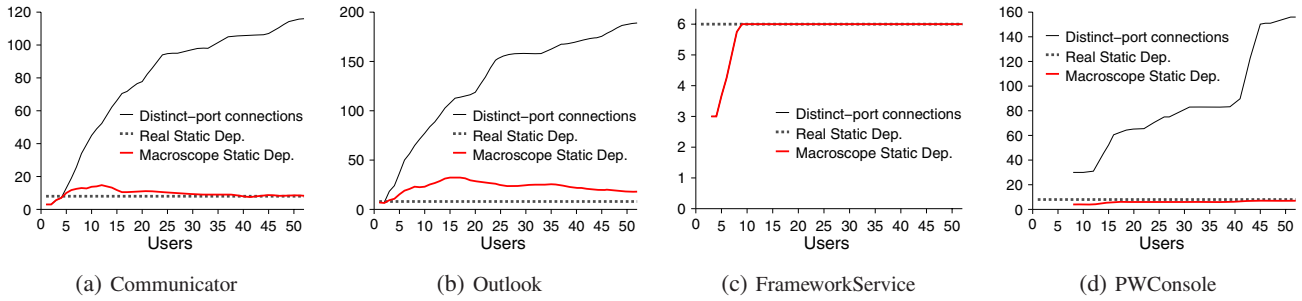 120
100
80
60
40
20
0
0 5 10 15 20 25 30 35 40 45 50
Users
Distinct−port connections
Real Static Dep.
Macroscope Static Dep.
(a) Communicator
200
150
100
50
0
0 5 10 15 20 25 30 35 40 45 50
Users
Distinct−port connections
Real Static Dep.
Macroscope Static Dep.
(b) Outlook
6
5
4
3
2
1
0
0 5 10 15 20 25 30 35 40 45 50
Users
Distinct−port connections
Real Static Dep.
Macroscope Static Dep.
(c) FrameworkService
160
140
120
100
80
60
40
20
0
0 5 10 15 20 25 30 35 40 45 50
Users
Distinct−port connections
Real Static Dep.
Macroscope Static Dep.
(d) PWConsole